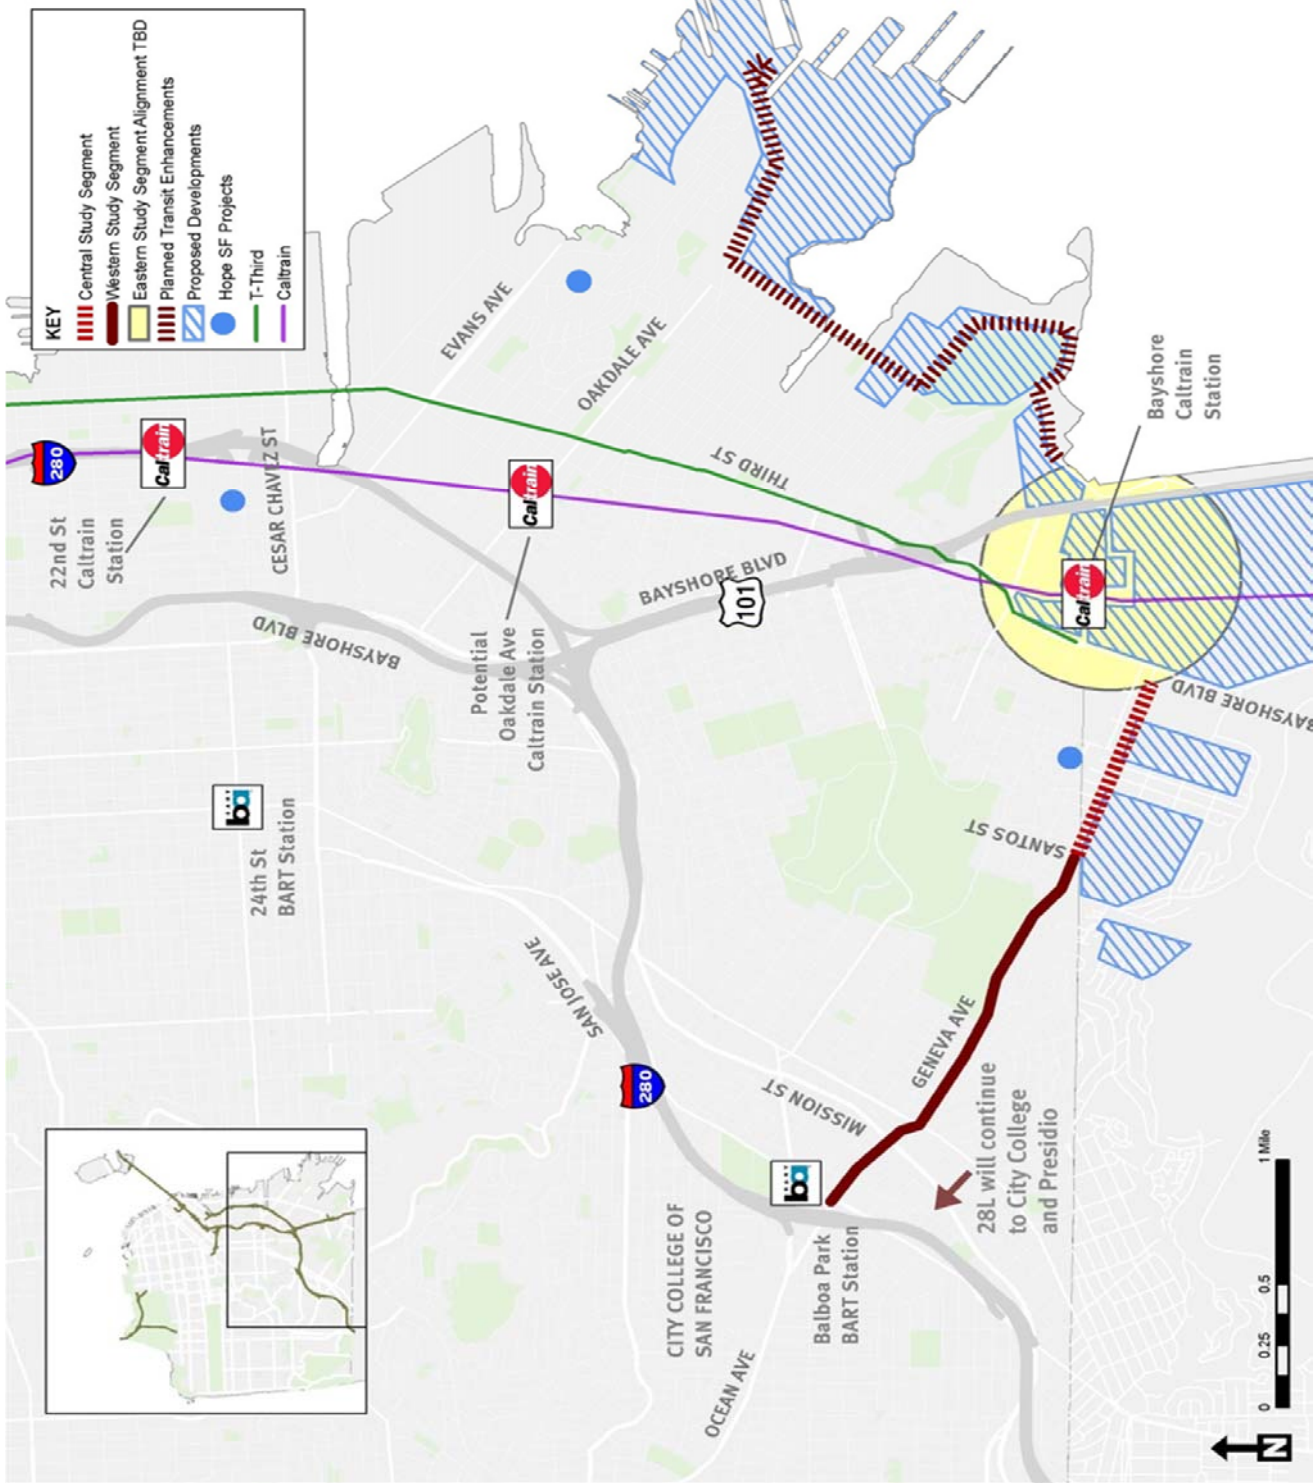 KEY
Central Study Segment
Western Study Segment
Eastern Study Segment Alignment TBD
Planned Transit Enhancements
Proposed Developments
Hope SF Projects
T-Third
Caltrain
280
22nd St
Caltrain
Station
Caltrain
CESAR CHAVEZ ST
EVANS AVE
OAKDALE AVE
THIRD ST
BAYSHORE BLVD
Caltrain
Potential
Oakdale Ave
Caltrain Station
BAYSHORE BLVD
101
ba
24th St
BART Station
SAN JOSE AVE
280
MISSION ST
GENEVA AVE
SANTOS ST
BAYSHORE BLVD
Caltrain
Bayshore
Caltrain
Station
CITY COLLEGE OF
SAN FRANCISCO
OCEAN AVE
ba
Balboa Park
BART Station
28L will continue
to City College
and Presidio
0 0.25 0.5 1 Mile
N